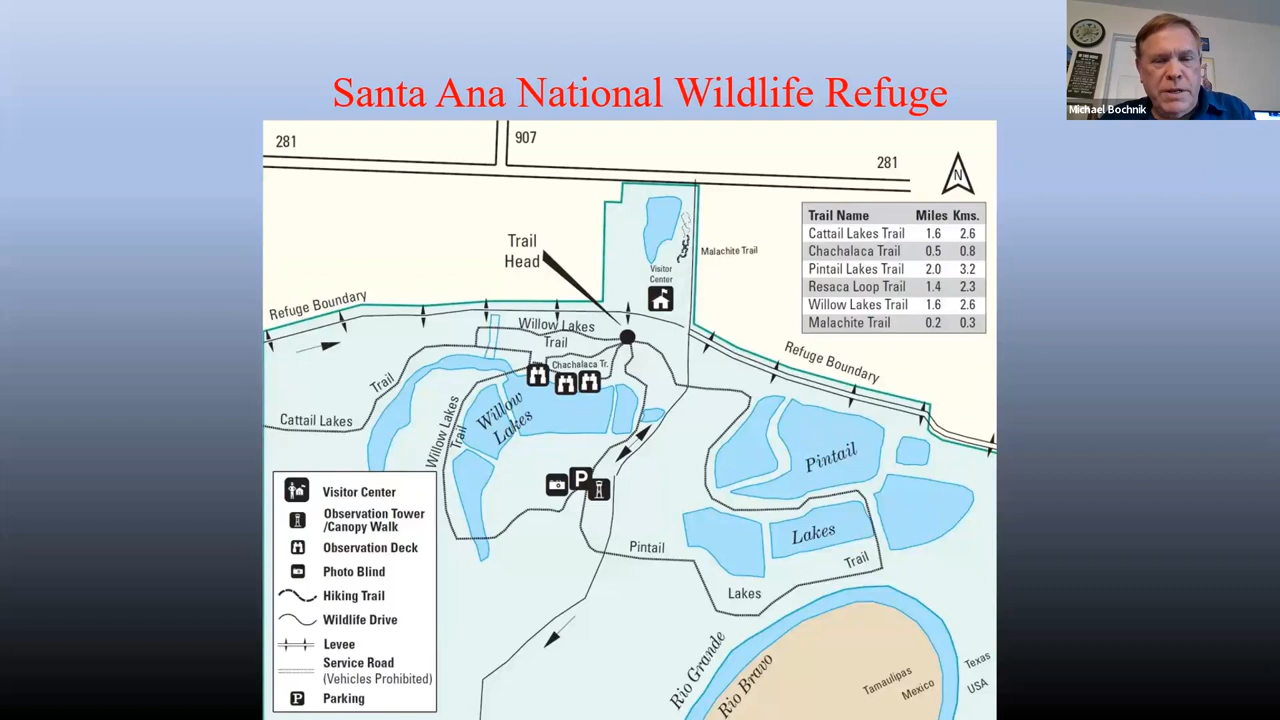 Santa Ana National Wildlife Refuge
Michael Bochnik
281
907
281
N
Trail Name Miles Kms.
Cattail Lakes Trail 1.6 2.6
Chachalaca Trail 0.5 0.8
Pintail Lakes Trail 2.0 3.2
Resaca Loop Trail 1.4 2.3
Willow Lakes Trail 1.6 2.6
Malachite Trail 0.2 0.3
Trail
Head
Malachite Trail
Visitor
Center
Refuge Boundary
Willow Lakes
Trail
Chachalaca Tr.
Refuge Boundary
Trail
Cattail Lakes
Willow Lakes
Trail
Willow
Lakes
Pintail
P
Lakes
Pintail
Trail
Lakes
Rio Grande
Rio Bravo
Tamaulipas
Mexico
Texas
USA
Visitor Center
Observation Tower
/Canopy Walk
Observation Deck
Photo Blind
Hiking Trail
Wildlife Drive
Levee
Service Road
(Vehicles Prohibited)
P Parking